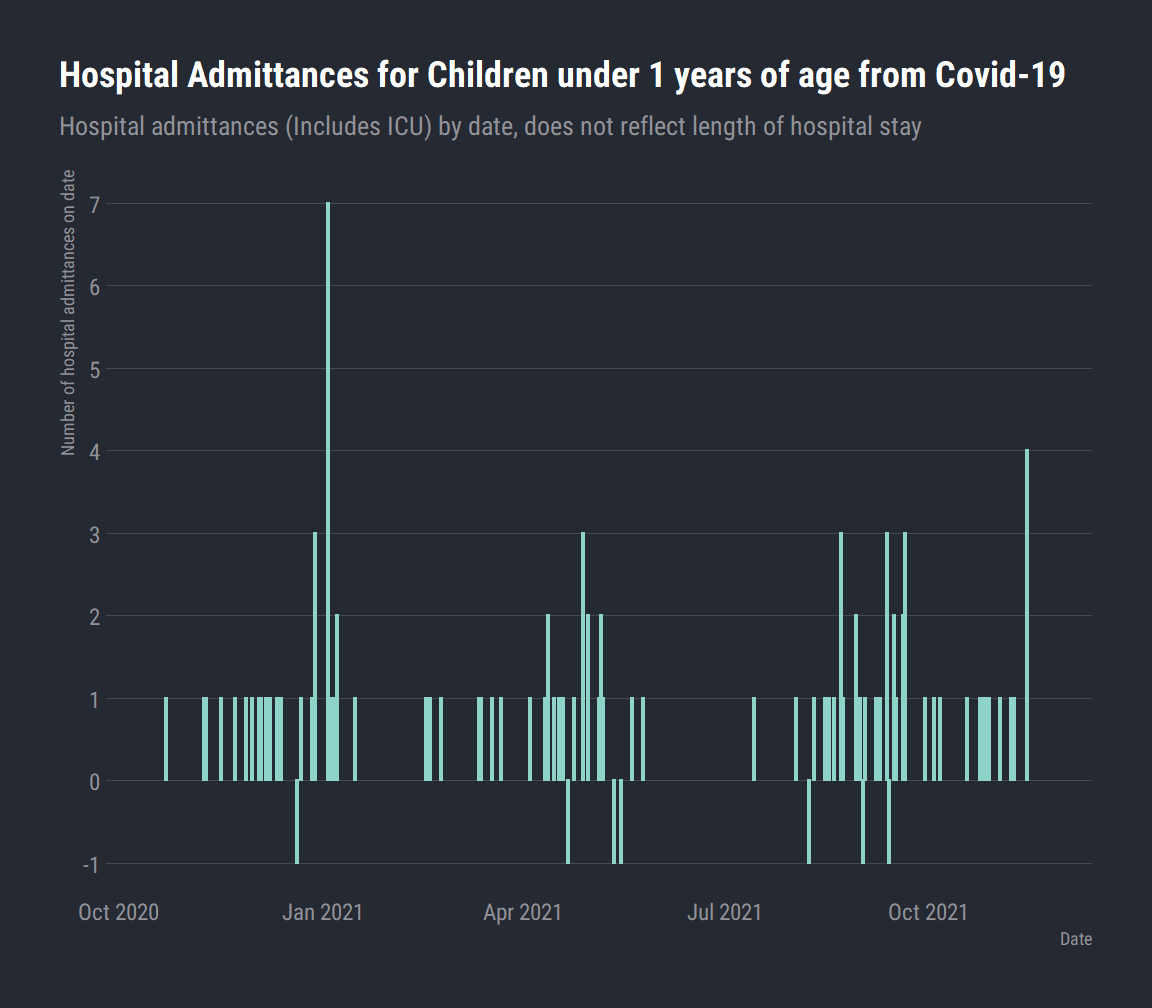 Hospital Admittances for Children under 1 years of age from Covid-19
Hospital admittances (Includes ICU) by date, does not reflect length of hospital stay
Number of hospital admittances on date
7
6
5
4
3
2
1
0
-1
Oct 2020 Jan 2021 Apr 2021 Jul 2021 Oct 2021
Date